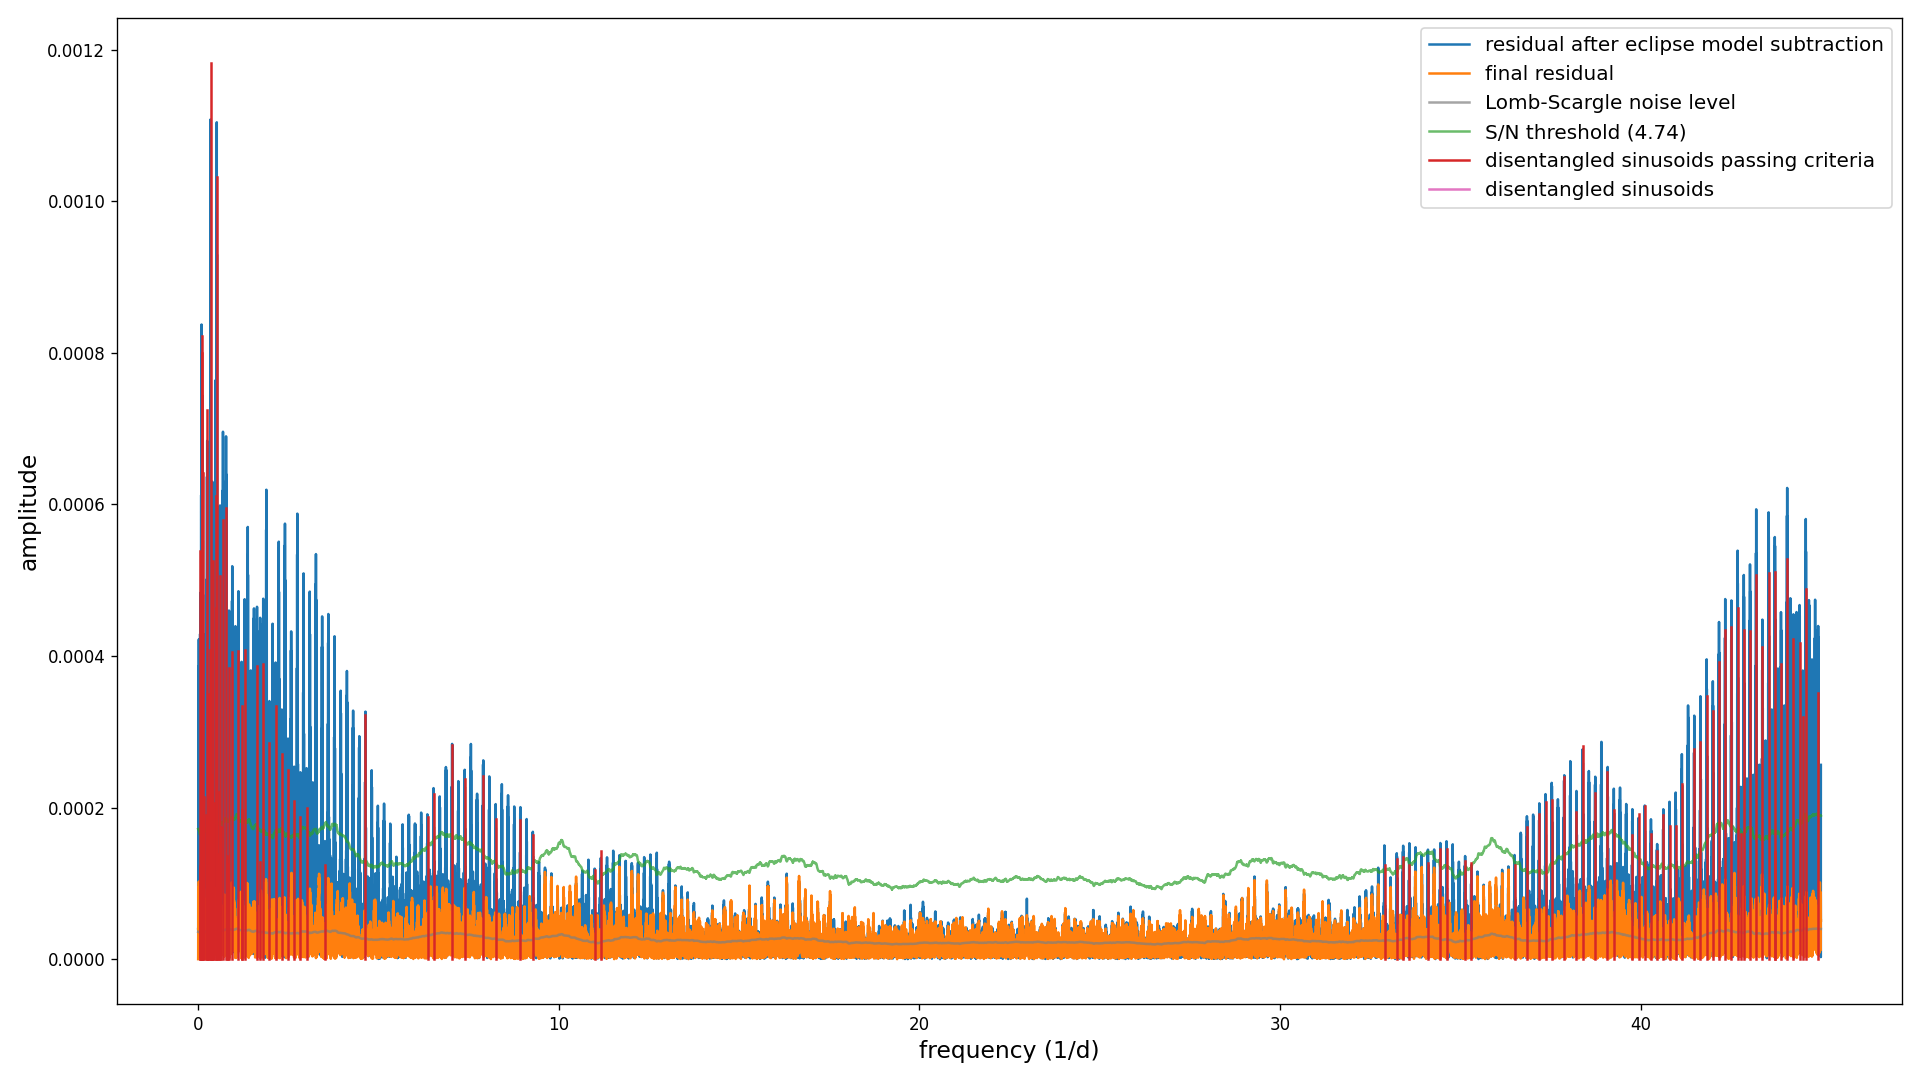 residual after eclipse model subtraction
final residual
Lomb-Scargle noise level
S/N threshold (4.74)
disentangled sinusoids passing criteria
disentangled sinusoids
amplitude
0.0012
0.0010
0.0008
0.0006
0.0004
0.0002
0.0000
0 10 20 30 40
frequency (1/d)